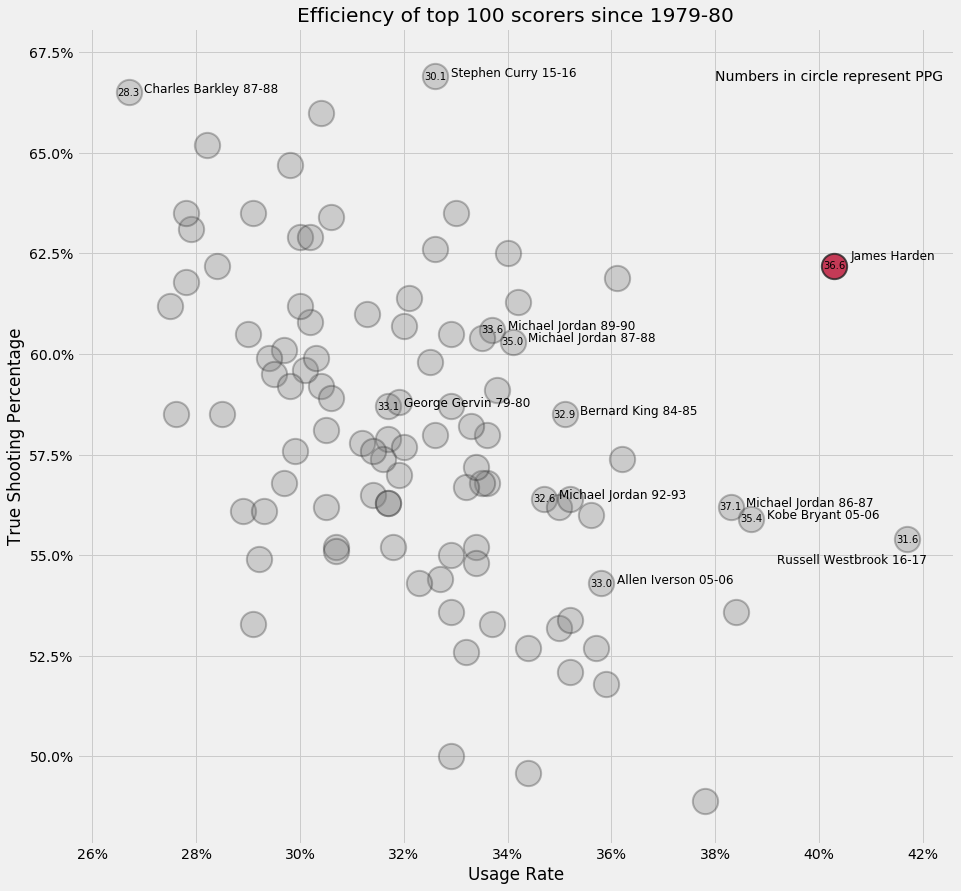 Efficiency of top 100 scorers since 1979-80
67.5%
30.1 Stephen Curry 15-16
Numbers in circle represent PPG
28.3 Charles Barkley 87-88
65.0%
62.5%
James Harden
36.6
33.6 Michael Jordan 89-90
35.0 Michael Jordan 87-88
60.0%
33.1 George Gervin 79-80
32.9 Bernard King 84-85
57.5%
32.6 Michael Jordan 92-93
37.1 Michael Jordan 86-87
35.4 Kobe Bryant 05-06
31.6
Russell Westbrook 16-17
55.0%
33.0 Allen Iverson 05-06
52.5%
50.0%
True Shooting Percentage
26% 28% 30% 32% 34% 36% 38% 40% 42%
Usage Rate